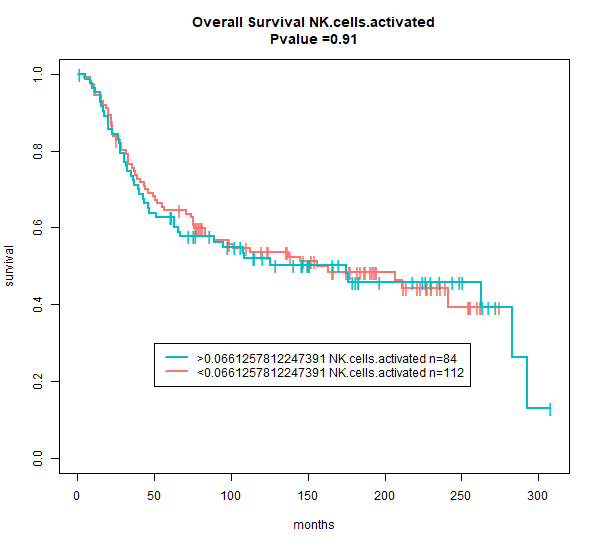 Overall Survival NK.cells.activated
Pvalue =0.91
survival
1.0
0.8
0.6
0.4
0.2
0.0
>0.0661257812247391 NK.cells.activated n=84
<0.0661257812247391 NK.cells.activated n=112
0 50 100 150 200 250 300
months